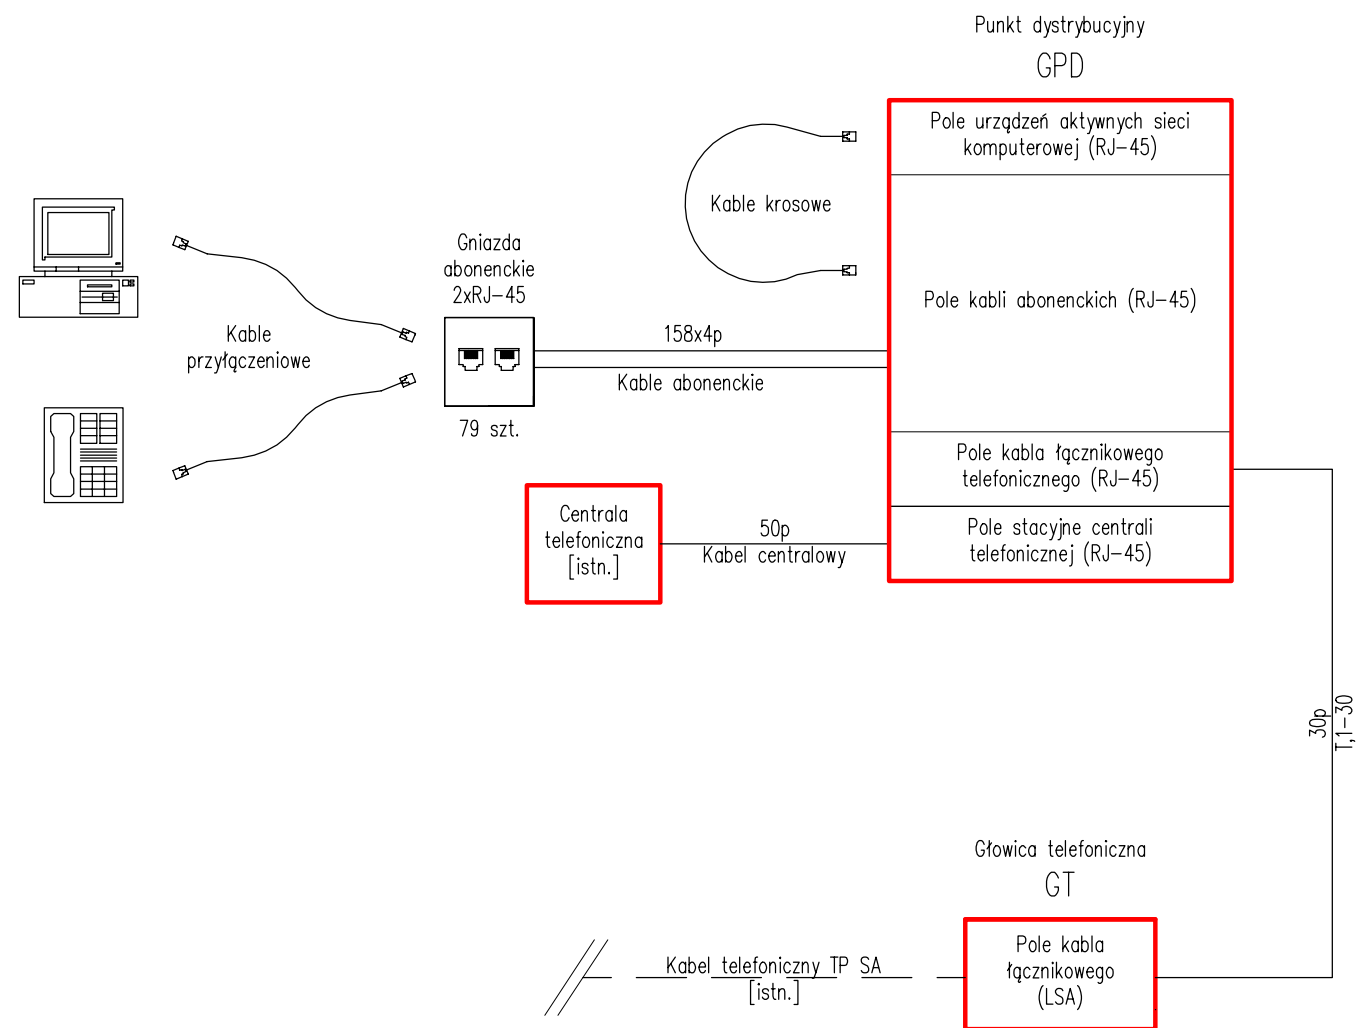 Punkt dystrybucyjny
GPD
Pole urządzeń aktywnych sieci
komputerowej (RJ-45)
Kable krosowe
Gniazda
abonenckie
2xRJ-45
Pole kabli abonenckich (RJ-45)
Kable
przyłączeniowe
158x4p
Kable abonenckie
79 szt.
Pole kabla łącznikowego
telefonicznego (RJ-45)
Centrala
telefoniczna
[istn.]
50p
Kabel centralowy
Pole stacyjne centrali
telefonicznej (RJ-45)
30p
T,1-30
Głowica telefoniczna
GT
Pole kabla
łącznikowego
(LSA)
Kabel telefoniczny TP SA
[istn.]